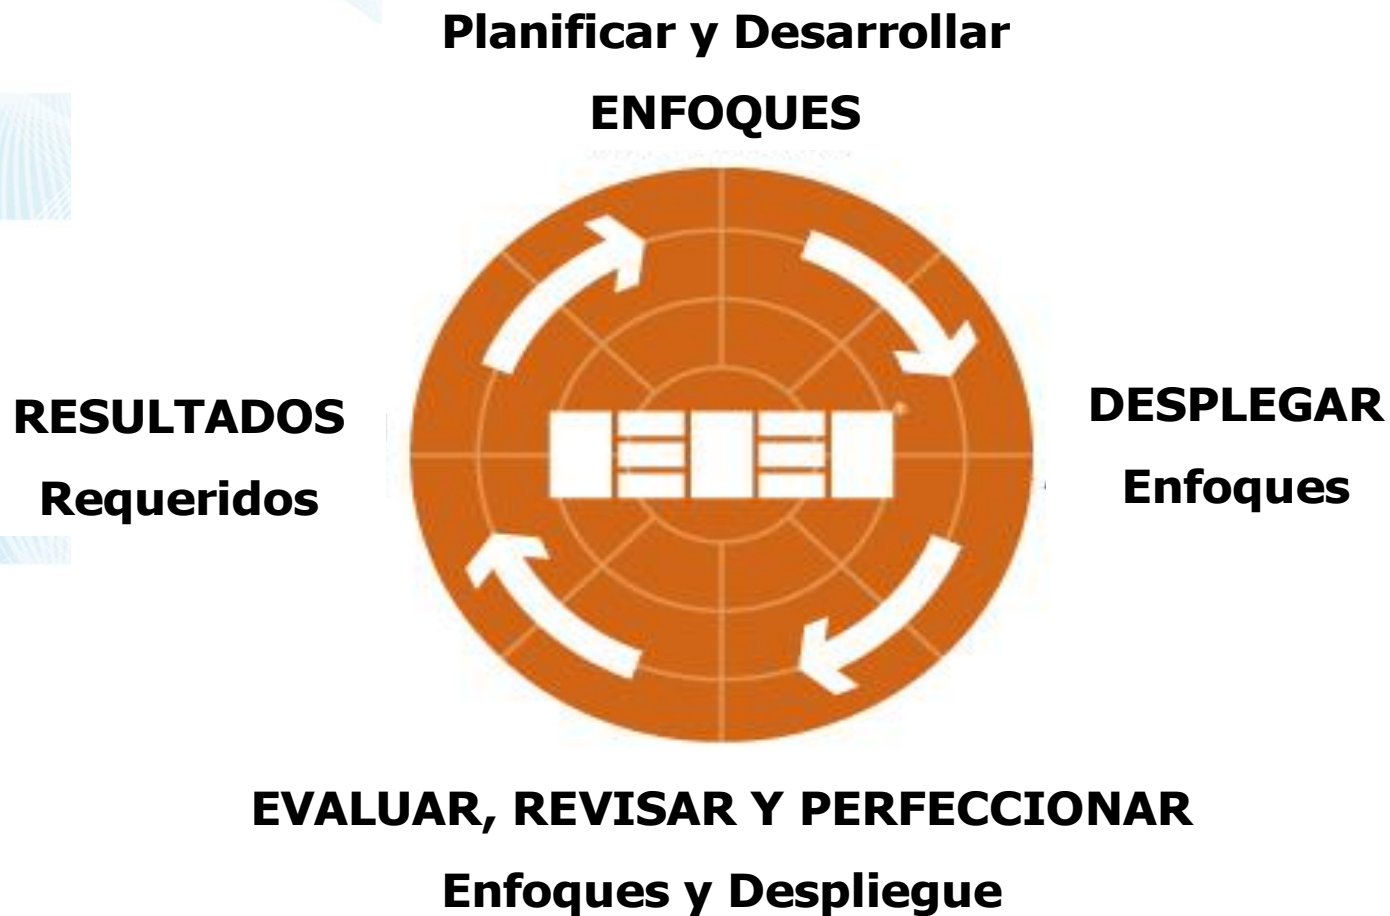 Planificar y Desarrollar
ENFOQUES
RESULTADOS
Requeridos
DESPLEGAR
Enfoques
EVALUAR, REVISAR Y PERFECCIONAR
Enfoques y Despliegue